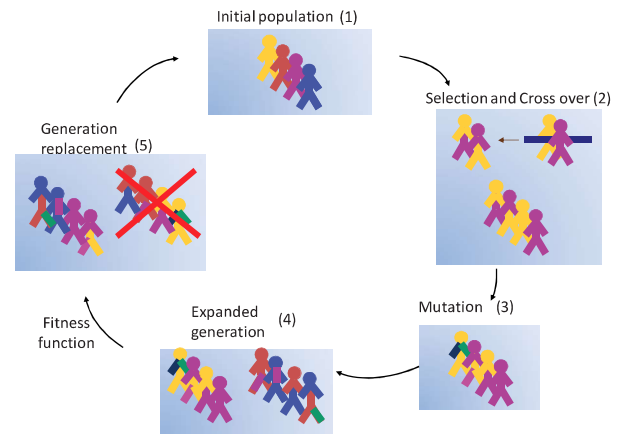 Initial population (1)
Selection and Cross over (2)
Mutation (3)
Expanded
generation (4)
Fitness
function
Generation
replacement (5)